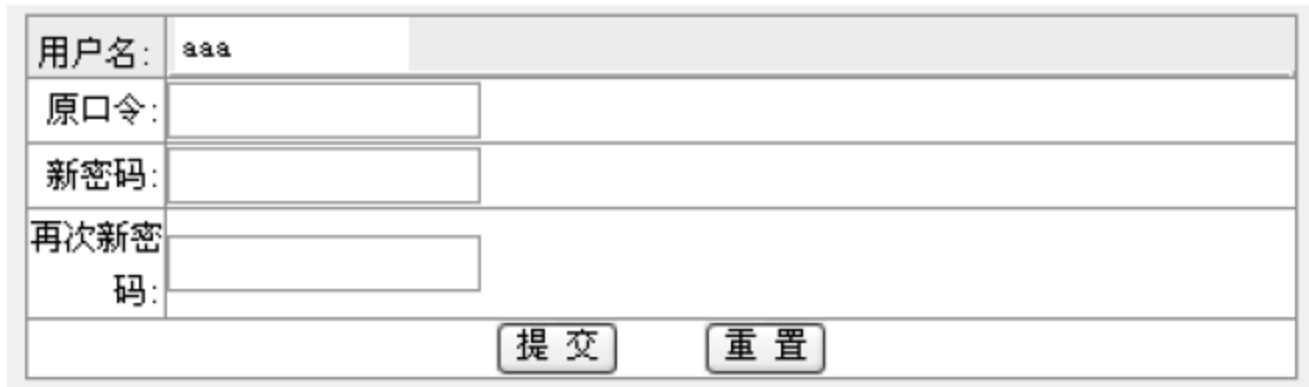 用户名: aaa
原口令:
新密码:
再次新密
码:
提 交 重 置